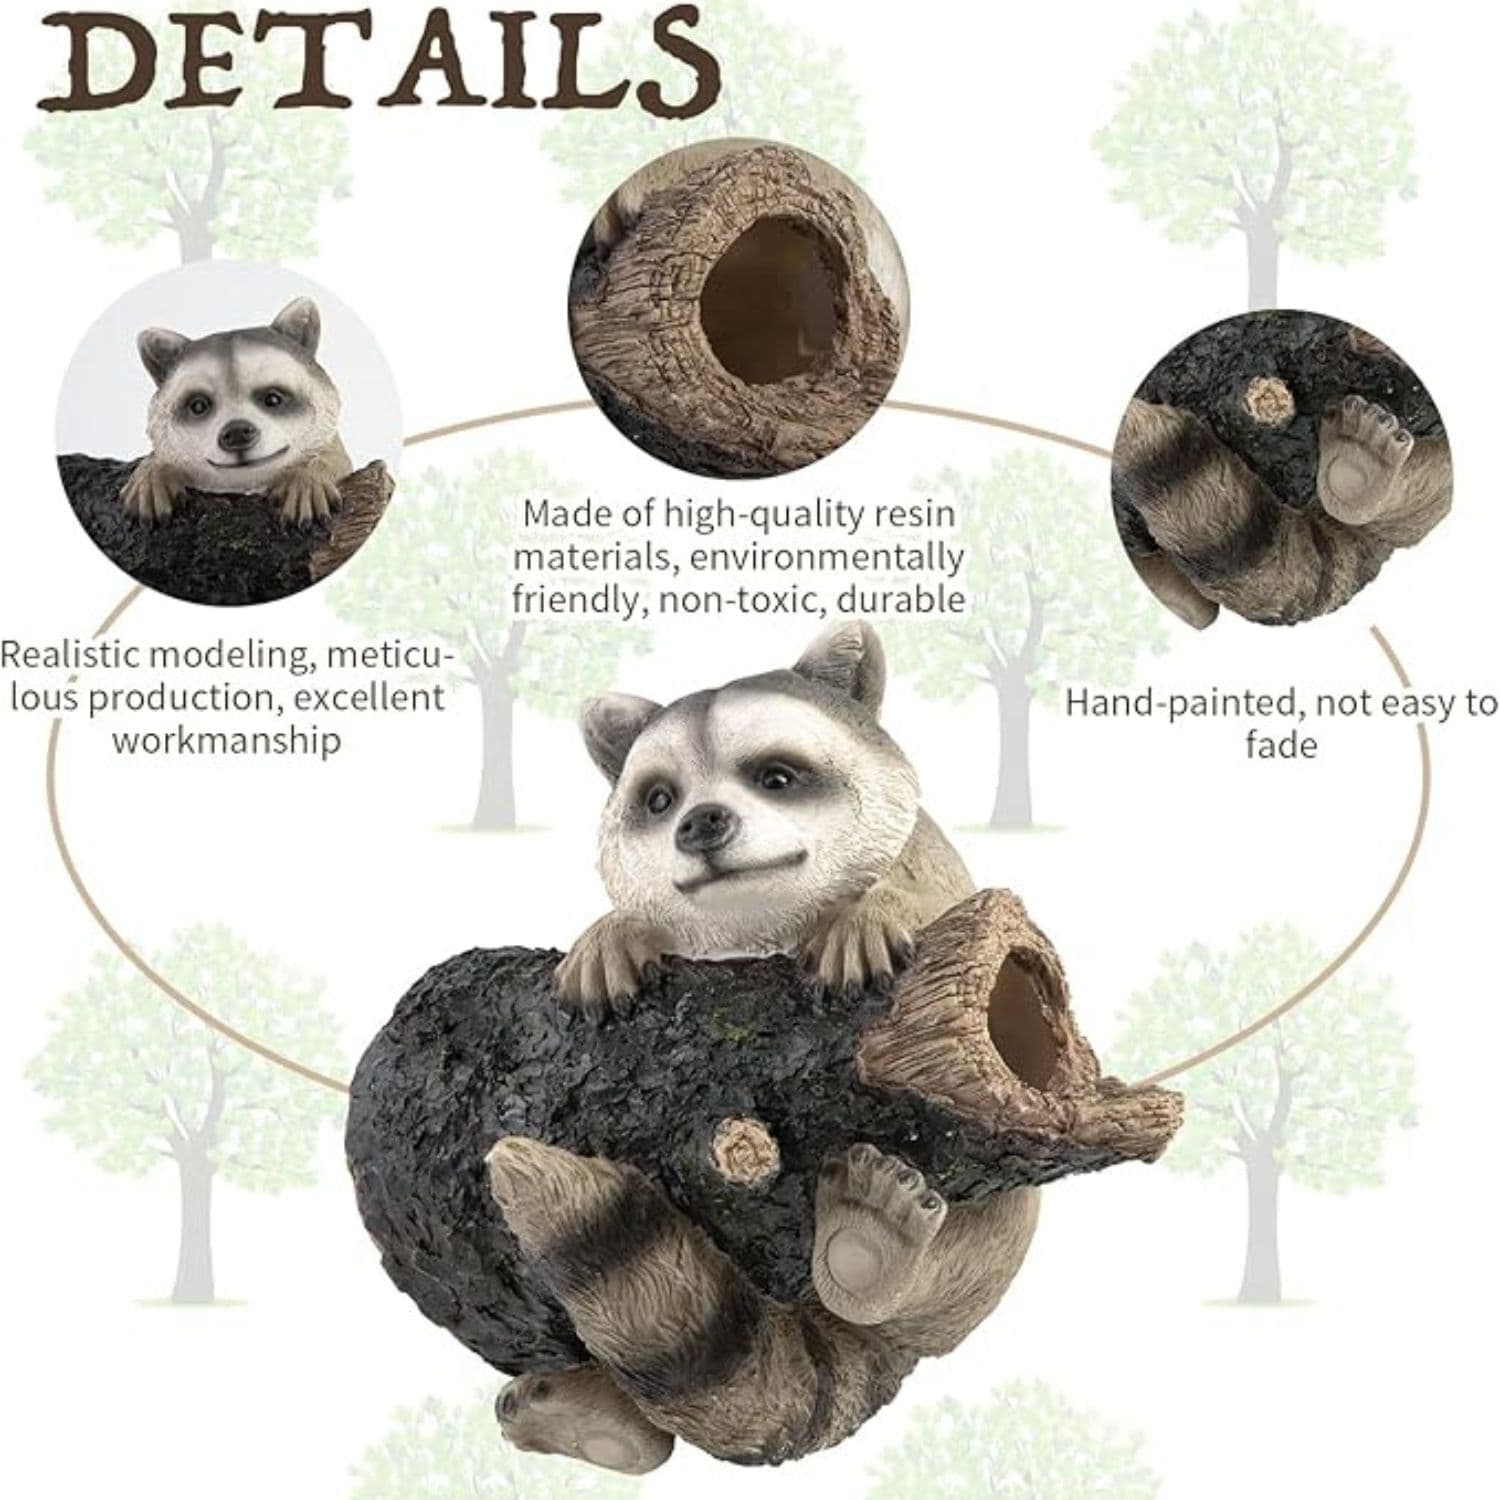 DETAILS
Made of high-quality resin
materials, environmentally
friendly, non-toxic, durable
Realistic modeling, meticu-
lous production, excellent
workmanship
Hand-painted, not easy to
fade